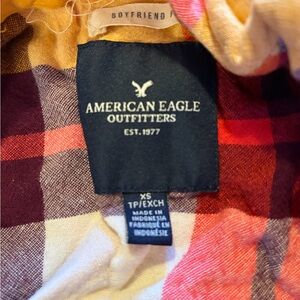 BOYFRIEND F
AMERICAN EAGLE
OUTFITTERS
EST. 1977
XS
TP/EXCH
MADE IN
INDONESIA
FABRIQUÉ EN
INDONÉSIE